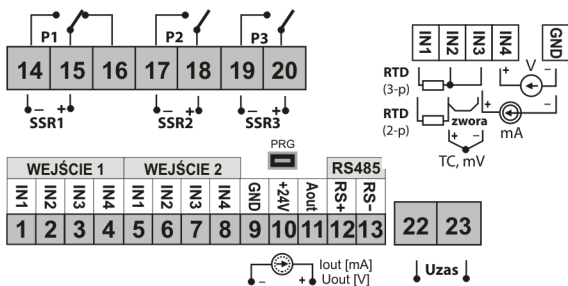 P1 P2 P3
14 15 16 17 18 19 20
– + – + – +
SSR1 SSR2 SSR3
IN1 IN2 IN3 IN4 GND
RTD
(3-p)
+ V –
RTD
(2-p)
zwora
+ –
mA
+ –
TC, mV
PRG
WEJŚCIE 1 WEJŚCIE 2 RS485
IN1 IN2 IN3 IN4 IN1 IN2 IN3 IN4 GND +24V Aout RS+ RS-
1 2 3 4 5 6 7 8 9 10 11 12 13
22 23
Uzas
– +
Iout [mA]
Uout [V]